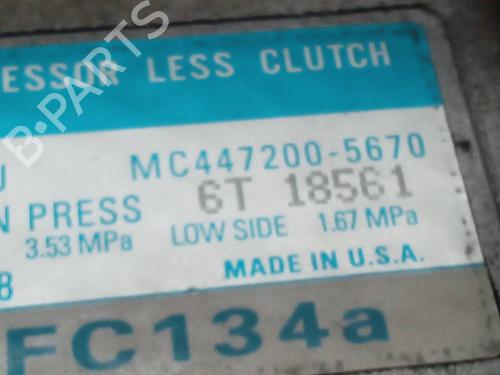 ESSOR LESS CLUTCH
B-PARTS
U MC447200-5670
6T 18561
N PRESS
3.53 MPa LOW SIDE 1.67 MPa
8 MADE IN U.S.A.
FC134a